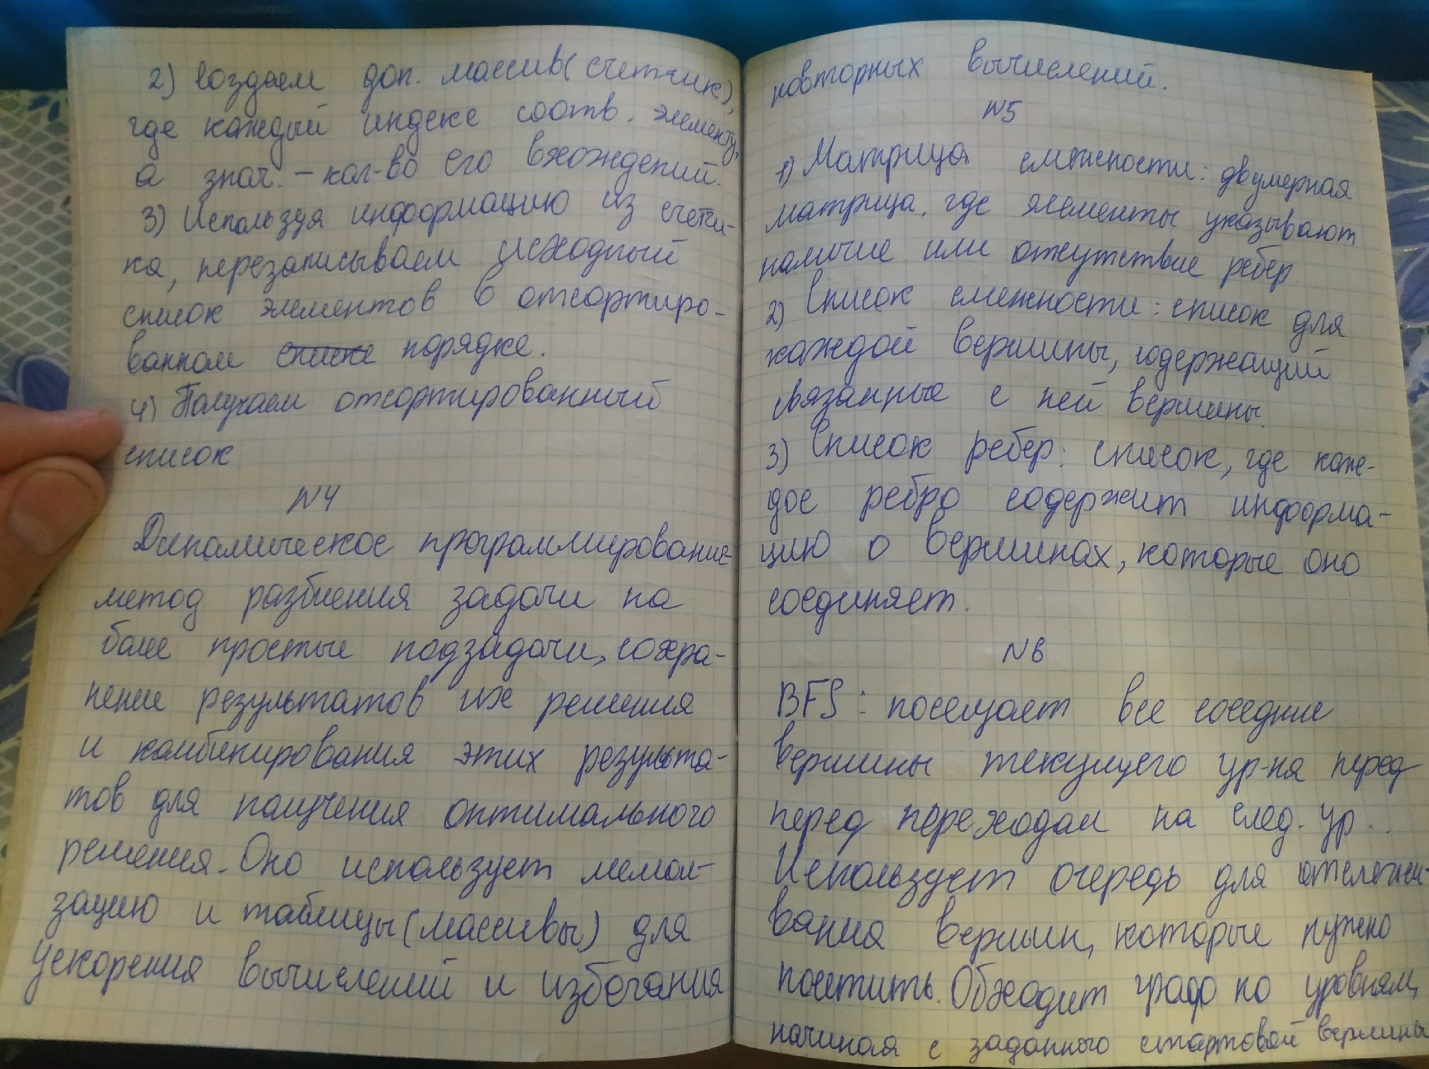 2) Создаем доп. массив (счетчик),
где каждый индекс соотв. элементу,
а знач. - кол-во его вхождений.
3) Используя информацию из счетчи-
ка, перезаписываем исходный
список элементов в отсортиро-
ванном списке порядке.
4) Получаем отсортированный
список
N4
Динамическое программирование-
метод разбиения задачи на
более простые подзадачи, сохра-
нение результатов их решения
и комбинирования этих результа-
тов для получения оптимального
решения. Оно использует мемои-
зацию и таблицы (массивы) для
ускорения вычислений и избегания
повторных вычислений.
N5
1) Матрица смежности: двумерная
матрица, где элементы указывают
наличие или отсутствие ребер.
2) Список смежности: список для
каждой вершины, содержащий
связанные с ней вершины.
3) Список ребер: список, где каж-
дое ребро содержит информа-
цию о вершинах, которые оно
соединяет.
N6
BFS: посещает все соседние
вершины текущего ур-ня перед
перед переходом на след. ур..
Использует очередь для отслежи-
вания вершин, которые нужно
посетить. Обходит граф по уровням,
начиная с заданного стартовой вершины